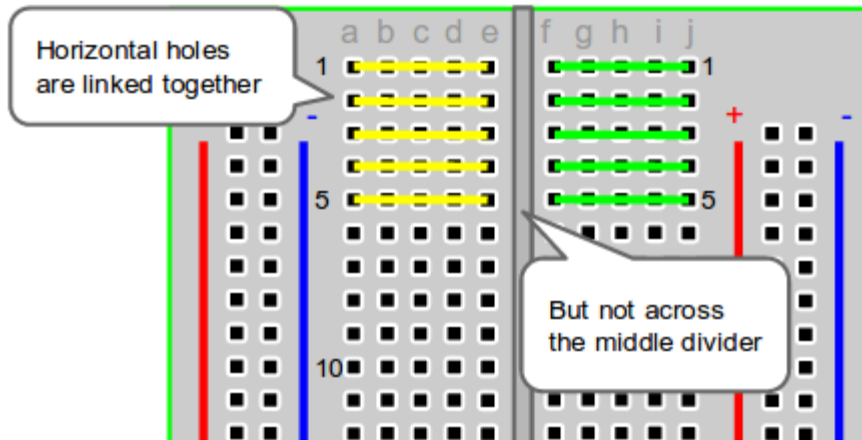 a b c d e f g h i j
Horizontal holes
are linked together
1 1
- + -
5 5
But not across
the middle divider
10